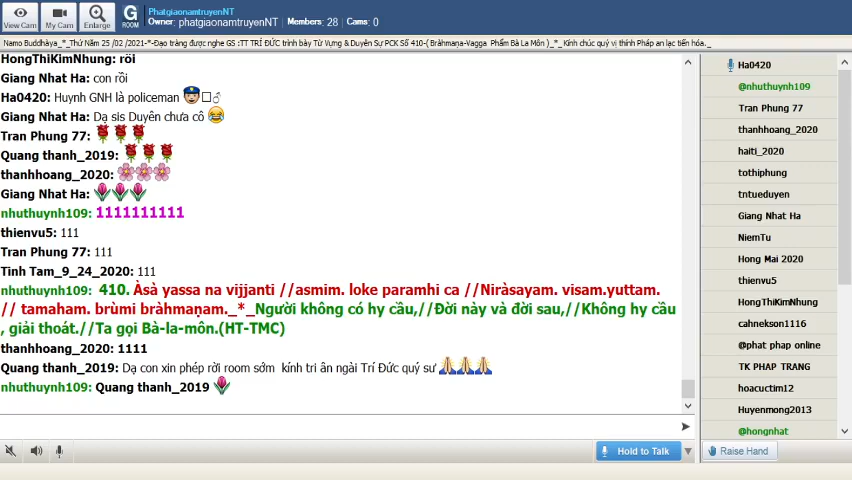 PhatgiaonamtruyenNT
Owner: phatgiaonamtruyenNT Members: 28 Cams: 0
View Cam
My Cam
Enlarge
G ROOM
Namo Buddhàya_*_Thứ Năm 25 /02 /2021-*-Đạo tràng được nghe GS :TT TRÍ ĐỨC trình bày Từ Vựng & Duyên Sự PCK Số 410-( Bràhmaṇa-Vagga Phẩm Bà La Môn )_*_ Kính chúc quý vị thính Pháp an lạc tiến hóa._
HongThiKimNhung: rồi
Giang Nhat Ha: con rồi
Ha0420: Huynh GNH là policeman 👮□♂
Giang Nhat Ha: Dạ sis Duyên chưa cô 😂
Tran Phung 77: 🌹🌹🌹
Quang thanh_2019: 🌹🌹🌹
thanhhoang_2020: 🌸🌸🌸
Giang Nhat Ha: 🌷🌷🌷
nhuthuynh109: 1111111111
thienvu5: 111
Tran Phung 77: 111
Tinh Tam_9_24_2020: 111
nhuthuynh109: 410. Àsà yassa na vijjanti //asmim. loke paramhi ca //Niràsayam. visam.yuttam.
// tamaham. brùmi bràhmaṇam._*_Người không có hy cầu,//Đời này và đời sau,//Không hy cầu
, giải thoát.//Ta gọi Bà-la-môn.(HT-TMC)
thanhhoang_2020: 1111
Quang thanh_2019: Dạ con xin phép rời room sớm kính tri ân ngài Trí Đức quý sư 🙏🙏🙏
nhuthuynh109: Quang thanh_2019 🌷
Hold to Talk
Ha0420
@nhuthuynh109
Tran Phung 77
thanhhoang_2020
haiti_2020
tothiphung
tntueduyen
Giang Nhat Ha
NiemTu
Hong Mai 2020
thienvu5
HongThiKimNhung
cahnekson1116
@phat phap online
TK PHAP TRANG
hoacuctim12
Huyenmong2013
@hongnhat
Raise Hand